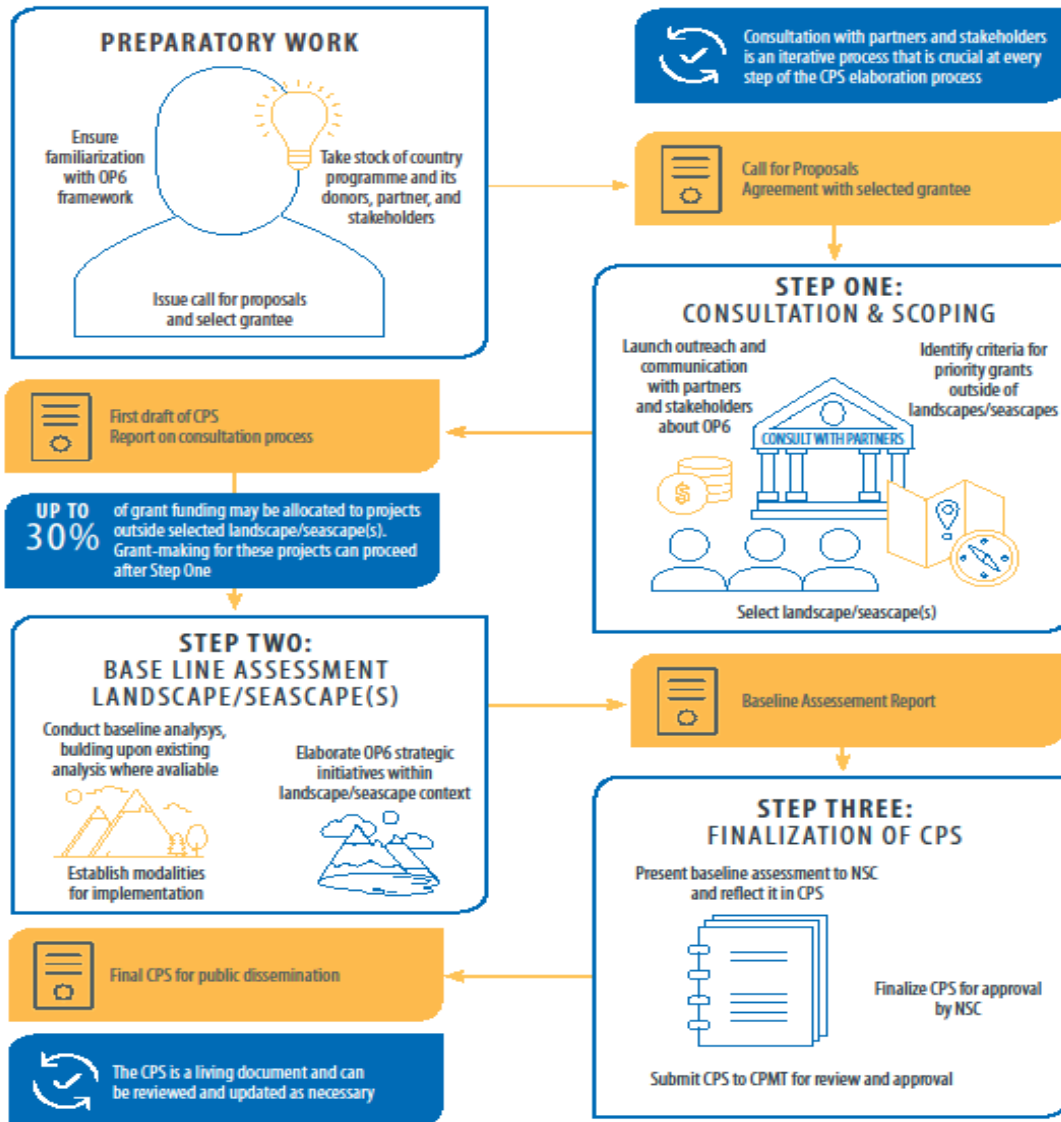 PREPARATORY WORK
Ensure
familiarization
with OP6
framework
Take stock of country
programme and its
donors, partner, and
stakeholders
Issue call for proposals
and select grantee
Consultation with partners and stakeholders
is an iterative process that is crucial at every
step of the CPS elaboration process
Call for Proposals
Agreement with selected grantee
STEP ONE:
CONSULTATION & SCOPING
Launch outreach and
communication
with partners
and stakeholders
about OP6
Identify criteria for
priority grants
outside of
landscapes/seascapes
CONSULT WITH PARTNERS
$
Select landscape/seascape(s)
First draft of CPS
Report on consultation process
UP TO
30%
of grant funding may be allocated to projects
outside selected landscape/seascape(s).
Grant-making for these projects can proceed
after Step One
STEP TWO:
BASE LINE ASSESSMENT
LANDSCAPE/SEASCAPE(S)
Conduct baseline analysys,
bulding upon existing
analysis where avaliable
Elaborate OP6 strategic
initiatives within
landscape/seascape context
Establish modalities
for implementation
Baseline Assessment Report
STEP THREE:
FINALIZATION OF CPS
Present baseline assessment to NSC
and reflect it in CPS
Finalize CPS for approval
by NSC
Submit CPS to CPMT for review and approval
Final CPS for public dissemination
The CPS is a living document and can
be reviewed and updated as necessary